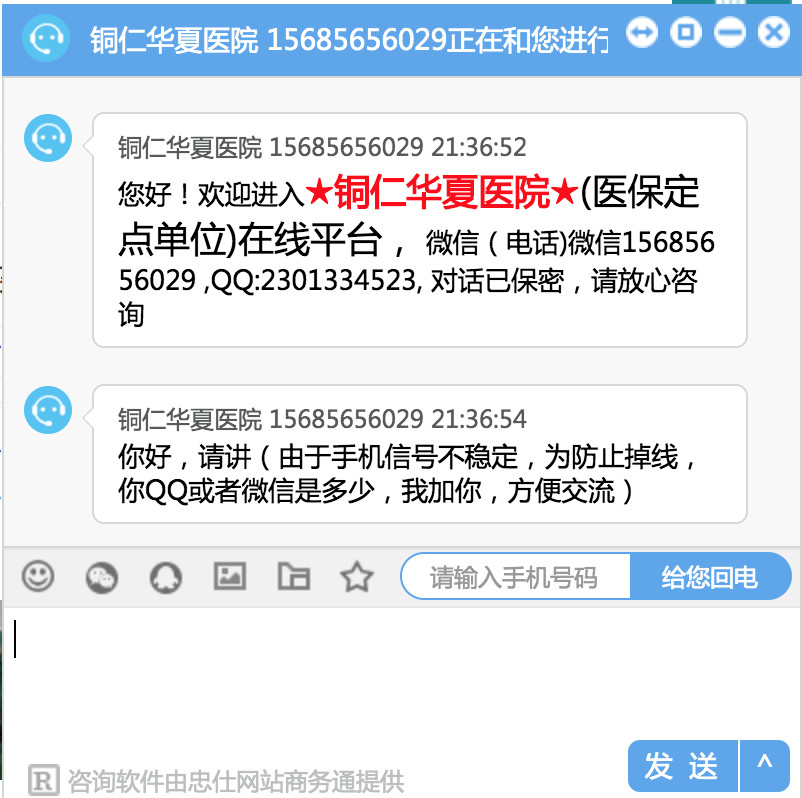 铜仁华夏医院 15685656029正在和您进行
铜仁华夏医院 15685656029 21:36:52
您好！欢迎进入★铜仁华夏医院★(医保定
点单位)在线平台， 微信（电话)微信156856
56029 ,QQ:2301334523, 对话已保密，请放心咨
询
铜仁华夏医院 15685656029 21:36:54
你好，请讲（由于手机信号不稳定，为防止掉线，
你QQ或者微信是多少，我加你，方便交流）
请输入手机号码 给您回电
发 送 ^
R 咨询软件由忠仕网站商务通提供